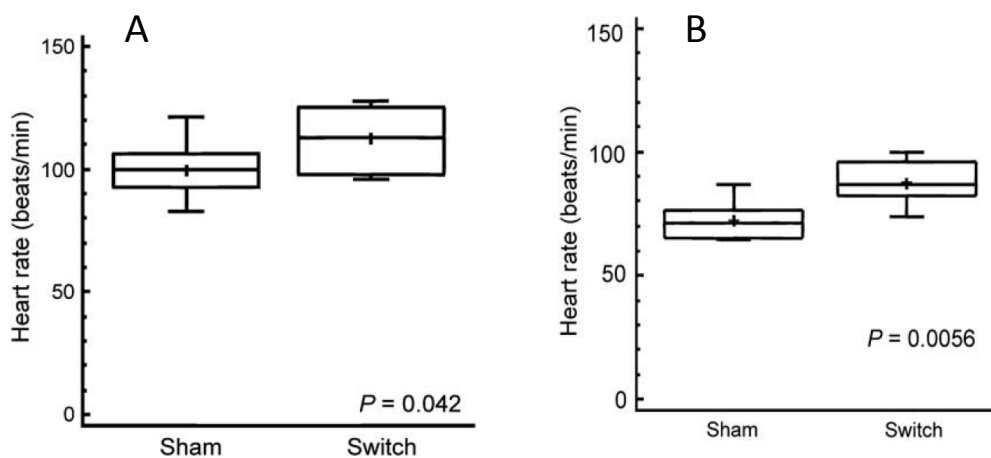 A
Heart rate (beats/min)
150
100
50
0
P = 0.042
Sham
Switch
B
Heart rate (beats/min)
150
100
50
0
P = 0.0056
Sham
Switch